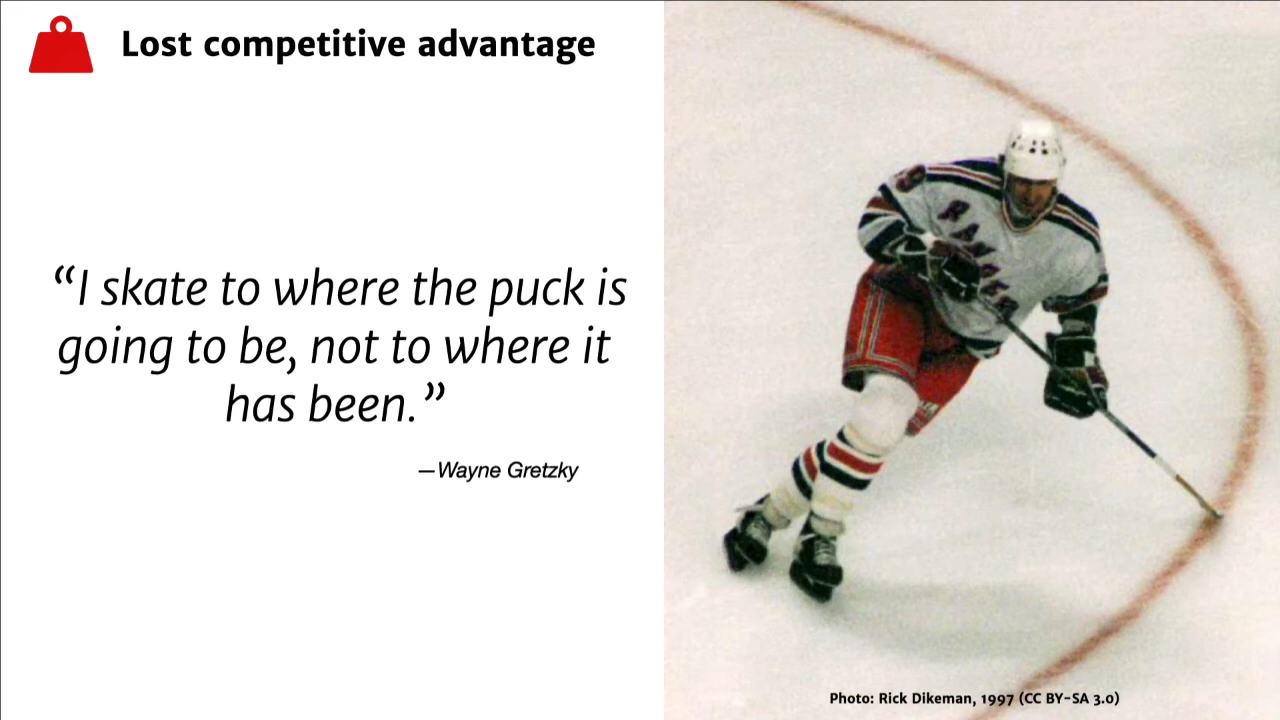 Lost competitive advantage
“I skate to where the puck is
going to be, not to where it
has been.”
—Wayne Gretzky
RANGERS
Photo: Rick Dikeman, 1997 (CC BY-SA 3.0)